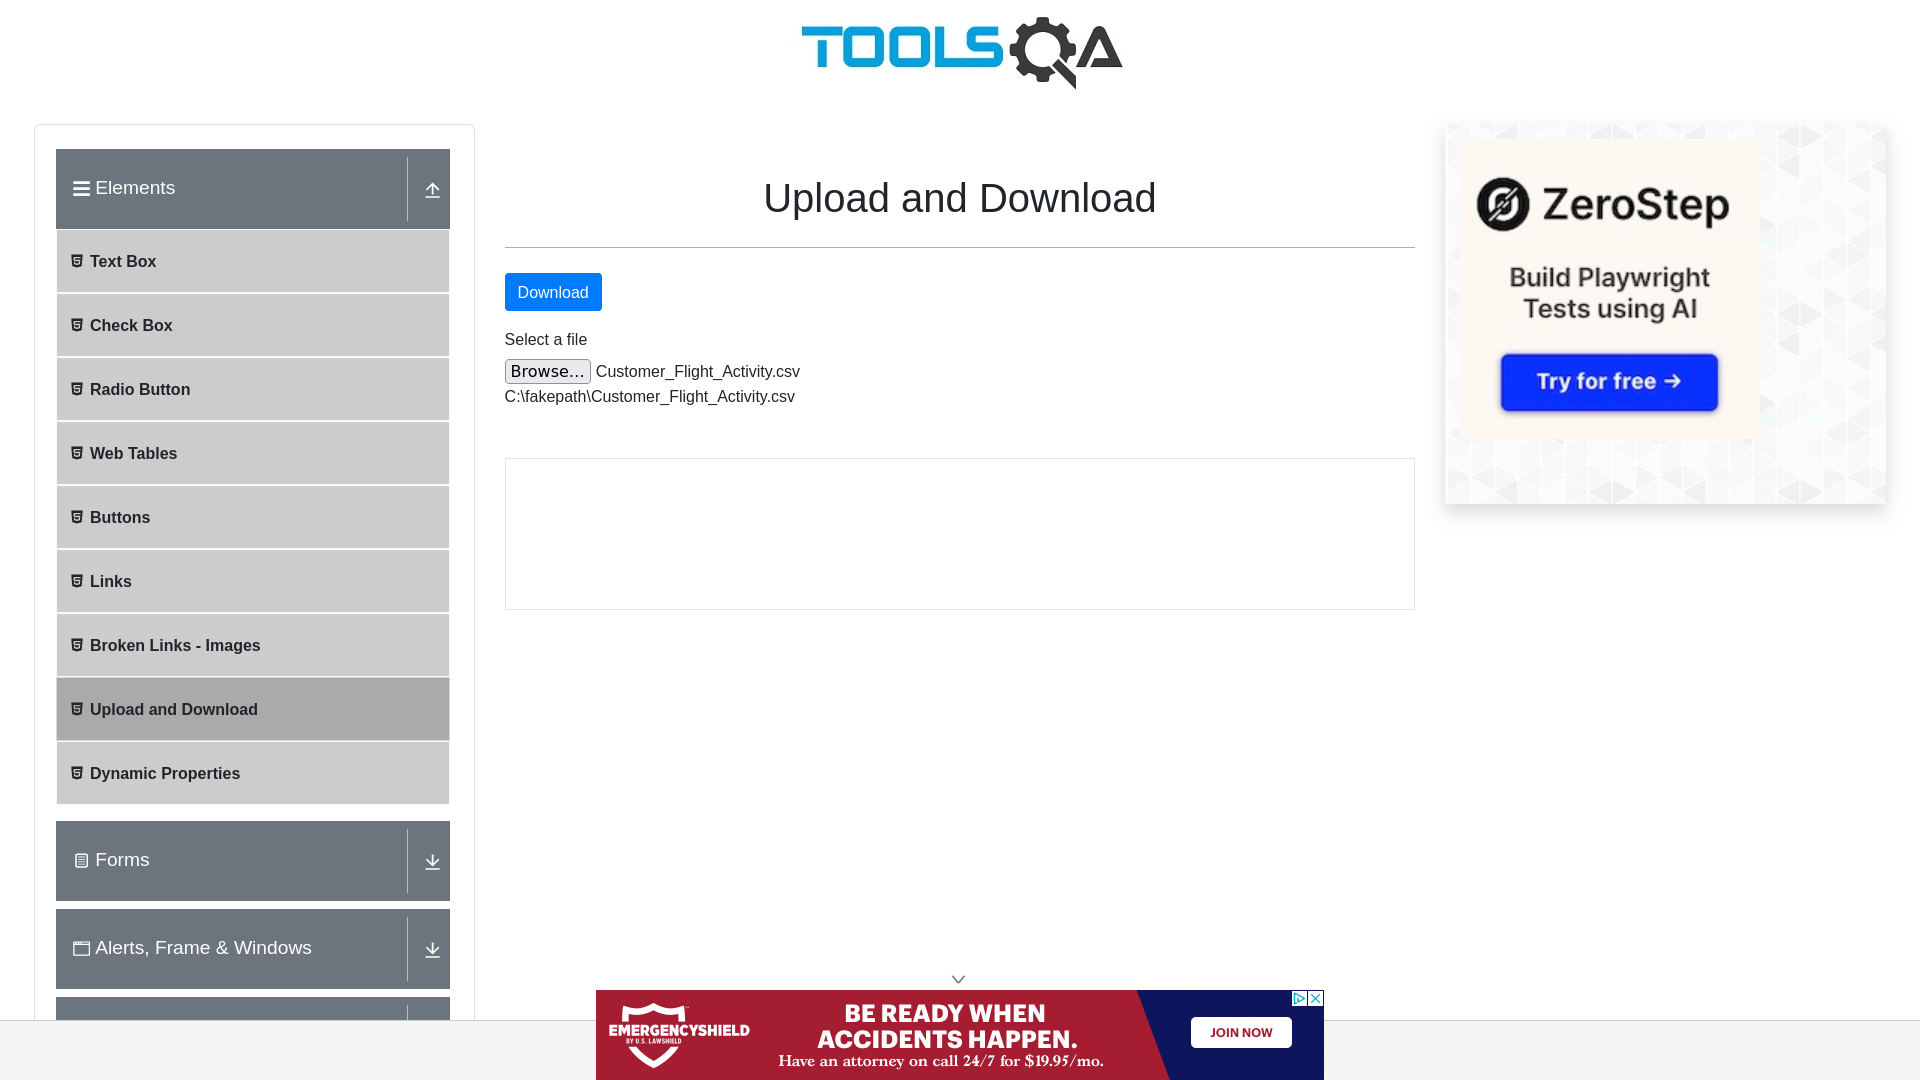 TOOLSQA
Elements
Text Box
Check Box
Radio Button
Web Tables
Buttons
Links
Broken Links - Images
Upload and Download
Dynamic Properties
Forms
Alerts, Frame & Windows
Upload and Download
Download
Select a file
Browse... Customer_Flight_Activity.csv
C:\fakepath\Customer_Flight_Activity.csv
ZeroStep
Build Playwright
Tests using AI
Try for free →
EMERGENCYSHIELD
BY U.S. LAWSHIELD
BE READY WHEN
ACCIDENTS HAPPEN.
Have an attorney on call 24/7 for $19.95/mo.
JOIN NOW